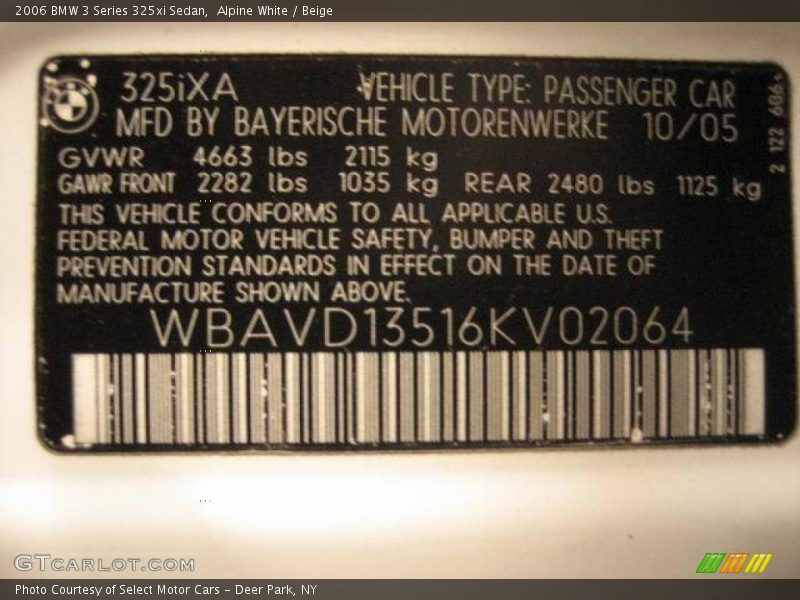 2006 BMW 3 Series 325xi Sedan,  Alpine White / Beige
325iXA VEHICLE TYPE: PASSENGER CAR
MFD BY BAYERISCHE MOTORENWERKE 10/05
GVWR 4663 lbs 2115 kg
GAWR FRONT 2282 lbs 1035 kg REAR 2480 lbs 1125 kg
THIS VEHICLE CONFORMS TO ALL APPLICABLE U.S.
FEDERAL MOTOR VEHICLE SAFETY, BUMPER AND THEFT
PREVENTION STANDARDS IN EFFECT ON THE DATE OF
MANUFACTURE SHOWN ABOVE.
WBAVD13516KV02064
2 122 606
GTCARLOT.COM
Photo Courtesy of Select Motor Cars - Deer Park, NY